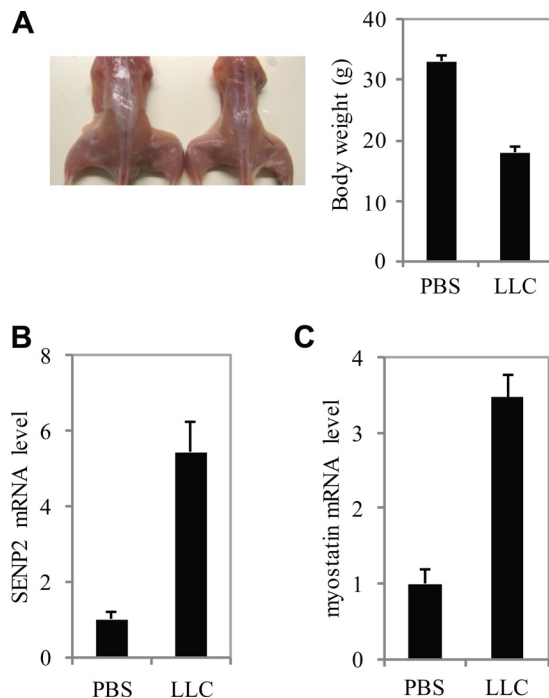 A
Body weight (g)
40
30
20
10
0
PBS LLC
B
SENP2 mRNA level
8
6
4
2
0
PBS LLC
C
myostatin mRNA level
4
3
2
1
0
PBS LLC